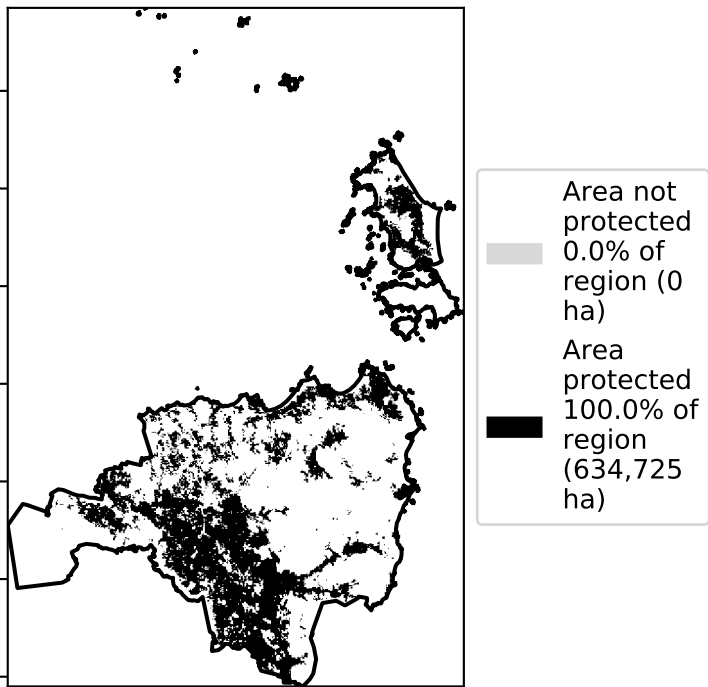 Area not
protected
0.0% of
region (0
ha)
Area
protected
100.0% of
region
(634,725
ha)